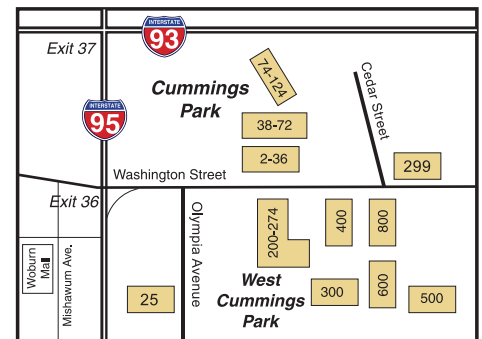 INTERSTATE
93
Exit 37
74-124
Cummings
Park
Cedar Street
INTERSTATE
95
38-72
2-36
299
Washington Street
Exit 36
Olympia Avenue
200-274
400
800
Woburn
Mall
Mishawum Ave.
25
West
Cummings
Park
300
600
500